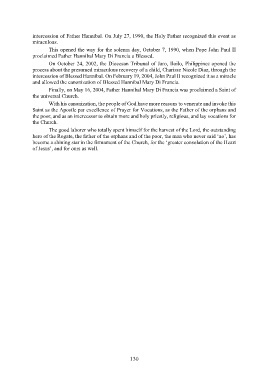 intercession of Father Hannibal. On July 27, 1990, the Holy Father recognized this event as
miraculous.
This opened the way for the solemn day, October 7, 1990, when Pope John Paul II
proclaimed Father Hannibal Mary Di Francia a Blessed.
On October 24, 2002, the Diocesan Tribunal of Jaro, Iloilo, Philippines opened the
process about the presumed miraculous recovery of a child, Charisse Nicole Diaz, through the
intercession of Blessed Hannibal. On February 19, 2004, John Paul II recognized it as a miracle
and allowed the canonization of Blessed Hannibal Mary Di Francia.
Finally, on May 16, 2004, Father Hannibal Mary Di Francia was proclaimed a Saint of
the universal Church.
With his canonization, the people of God have more reasons to venerate and invoke this
Saint as the Apostle par excellence of Prayer for Vocations, as the Father of the orphans and
the poor, and as an intercessor to obtain more and holy priestly, religious, and lay vocations for
the Church.
The good laborer who totally spent himself for the harvest of the Lord, the outstanding
hero of the Rogate, the father of the orphans and of the poor, the man who never said 'no', has
become a shining star in the firmament of the Church, for the 'greater consolation of the Heart
of Jesus', and for ours as well.
150